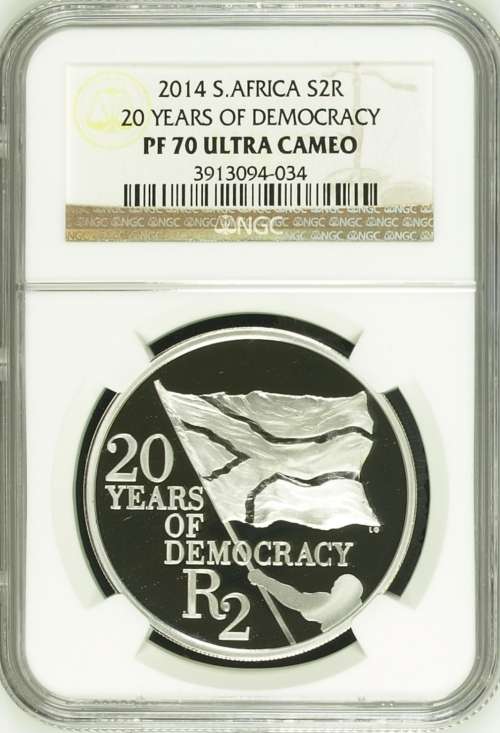 2014 S.AFRICA S2R
20 YEARS OF DEMOCRACY
PF 70 ULTRA CAMEO
3913094-034
NGC
20
YEARS
OF
DEMOCRACY
R2